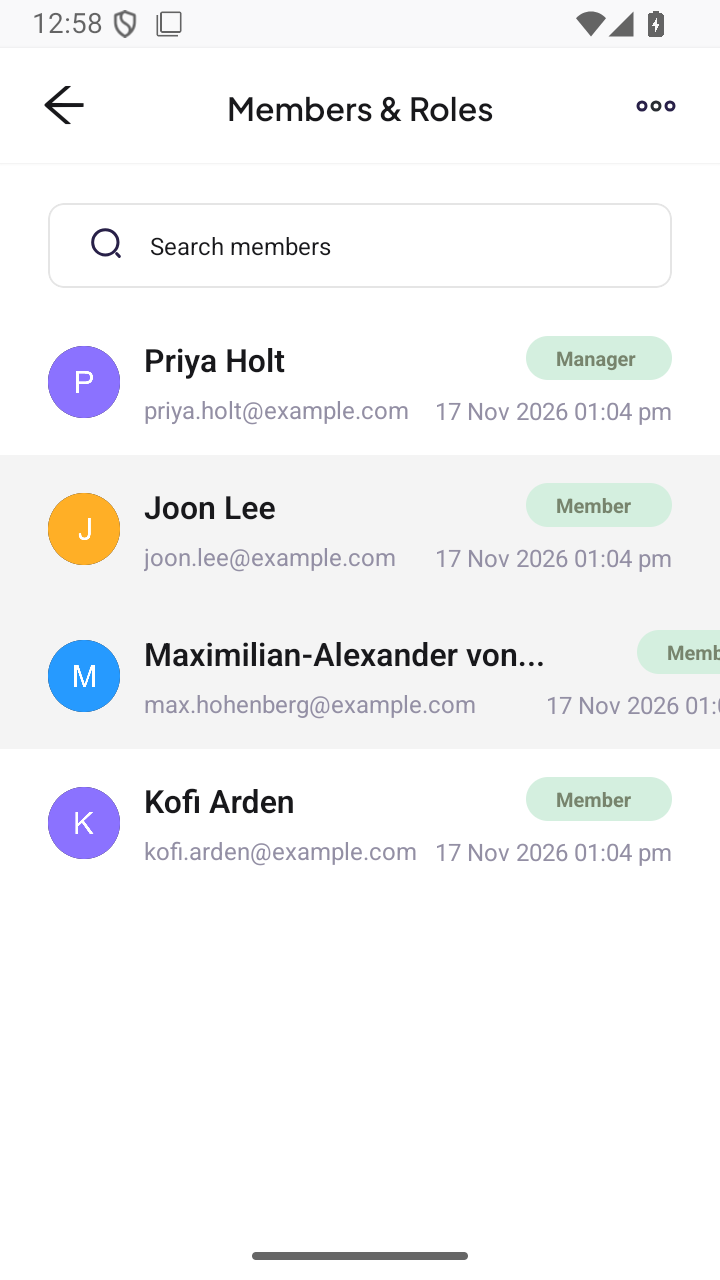 12:58
Members & Roles
Search members
P
Priya Holt
Manager
priya.holt@example.com 17 Nov 2026 01:04 pm
J
Joon Lee
Member
joon.lee@example.com 17 Nov 2026 01:04 pm
M
Maximilian-Alexander von...
Memb
max.hohenberg@example.com 17 Nov 2026 01:
K
Kofi Arden
Member
kofi.arden@example.com 17 Nov 2026 01:04 pm